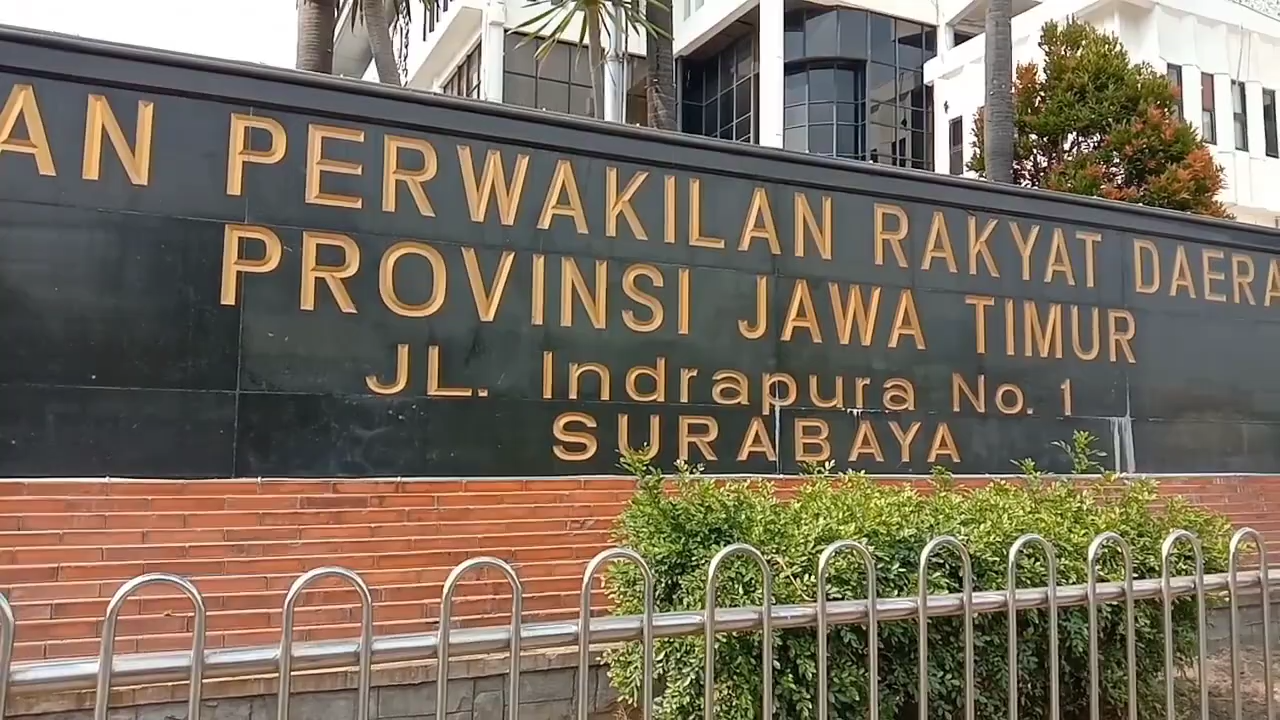 AN PERWAKILAN RAKYAT DAERA
PROVINSI JAWA TIMUR
JL. Indrapura No. 1
SURABAYA